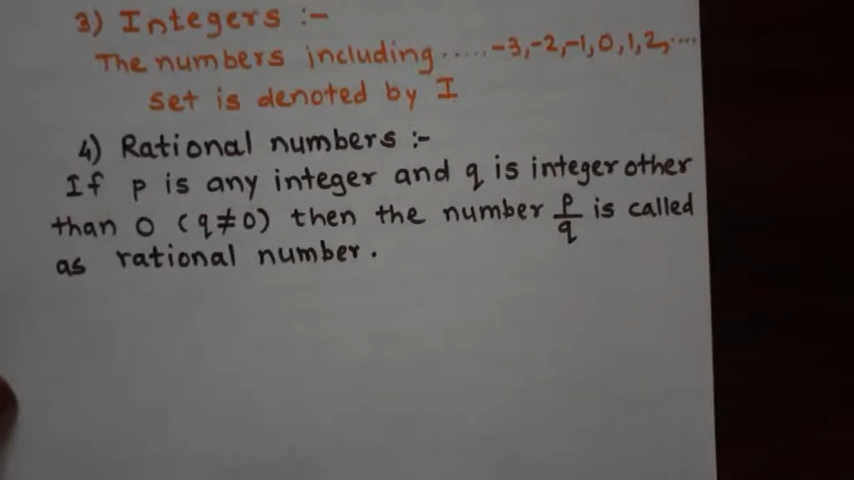 3) Integers :-
The numbers including ..... -3, -2, -1, 0, 1, 2, ....
set is denoted by I
4) Rational numbers :-
If p is any integer and q is integer other
than 0 (q≠0) then the number p/q is called
as rational number.